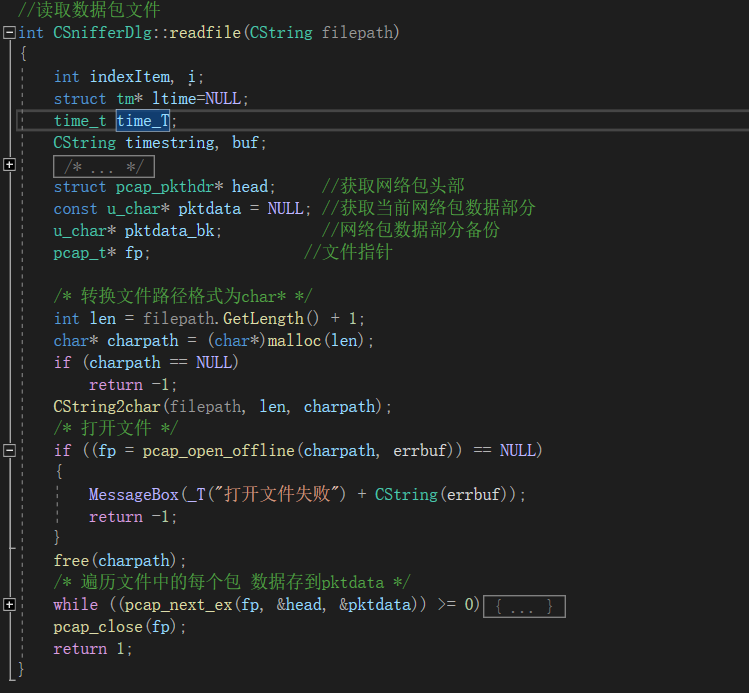 //读取数据包文件
int CSnifferDlg::readfile(CString filepath)
{
int indexItem, i;
struct tm* ltime=NULL;
time_t time_T;
CString timestring, buf;
/* ... */
struct pcap_pkthdr* head; //获取网络包头部
const u_char* pktdata = NULL; //获取当前网络包数据部分
u_char* pktdata_bk; //网络包数据部分备份
pcap_t* fp; //文件指针
/* 转换文件路径格式为char* */
int len = filepath.GetLength() + 1;
char* charpath = (char*)malloc(len);
if (charpath == NULL)
return -1;
CString2char(filepath, len, charpath);
/* 打开文件 */
if ((fp = pcap_open_offline(charpath, errbuf)) == NULL)
{
MessageBox(_T("打开文件失败") + CString(errbuf));
return -1;
}
free(charpath);
/* 遍历文件中的每个包 数据存到pktdata */
while ((pcap_next_ex(fp, &head, &pktdata)) >= 0){ ... }
pcap_close(fp);
return 1;
}